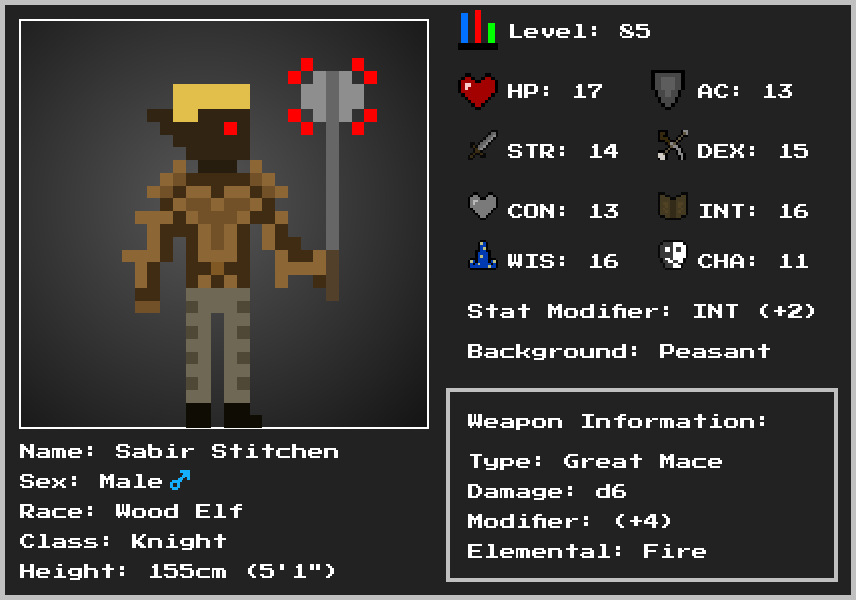 Level: 85
HP: 17
AC: 13
STR: 14
DEX: 15
CON: 13
INT: 16
WIS: 16
CHA: 11
Stat Modifier: INT (+2)
Background: Peasant
Weapon Information:
Type: Great Mace
Damage: d6
Modifier: (+4)
Elemental: Fire
Name: Sabir Stitchen
Sex: Male♂
Race: Wood Elf
Class: Knight
Height: 155cm (5'1")